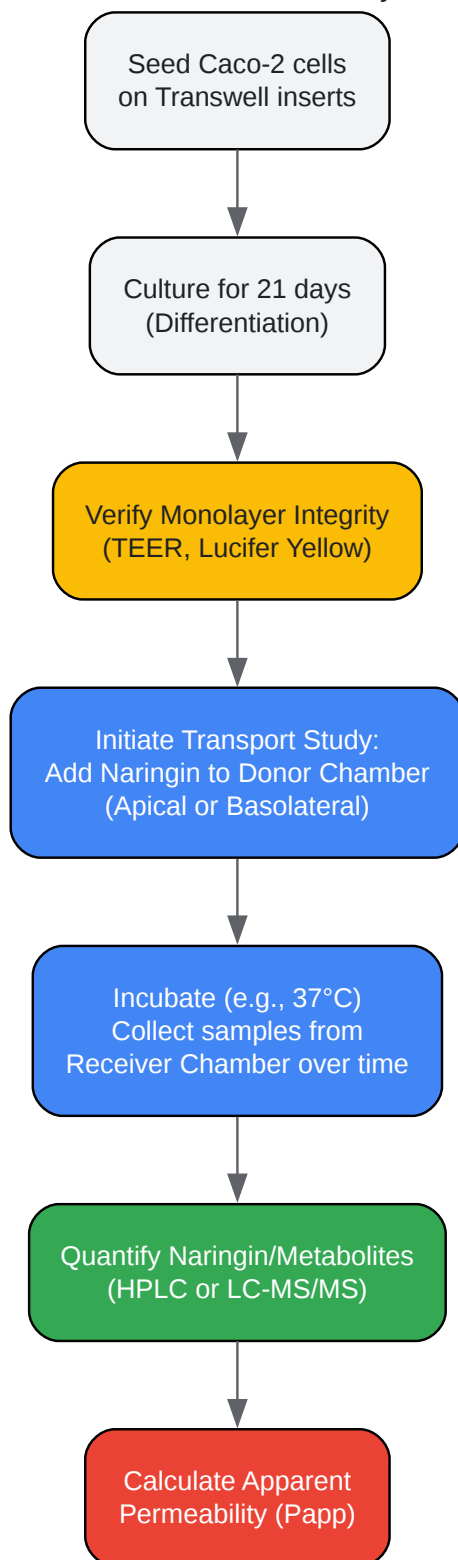 Seed Caco-2 cells
on Transwell inserts
Culture for 21 days
(Differentiation)
Verify Monolayer Integrity
(TEER, Lucifer Yellow)
Initiate Transport Study:
Add Naringin to Donor Chamber
(Apical or Basolateral)
Incubate (e.g., 37°C)
Collect samples from
Receiver Chamber over time
Quantify Naringin/Metabolites
(HPLC or LC-MS/MS)
Calculate Apparent
Permeability (Papp)